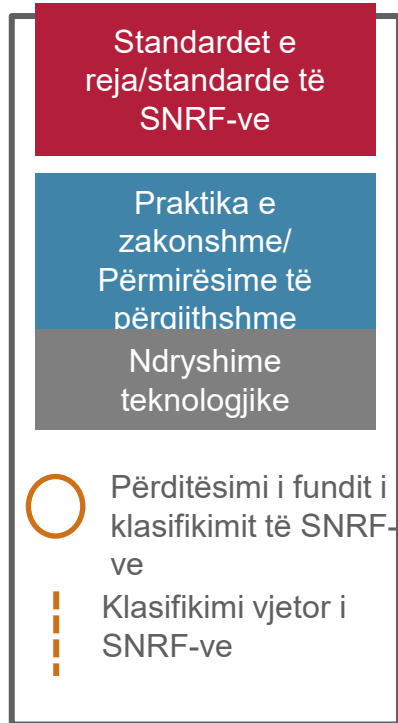 Standardet e
reja/standarde të
SNRF-ve
Praktika e
zakonshme/
Përmirësime të
përgjithshme
Ndryshime
teknologjike
Përditësimi i fundit i
klasifikimit të SNRF-
ve
Klasifikimi vjetor i
SNRF-ve